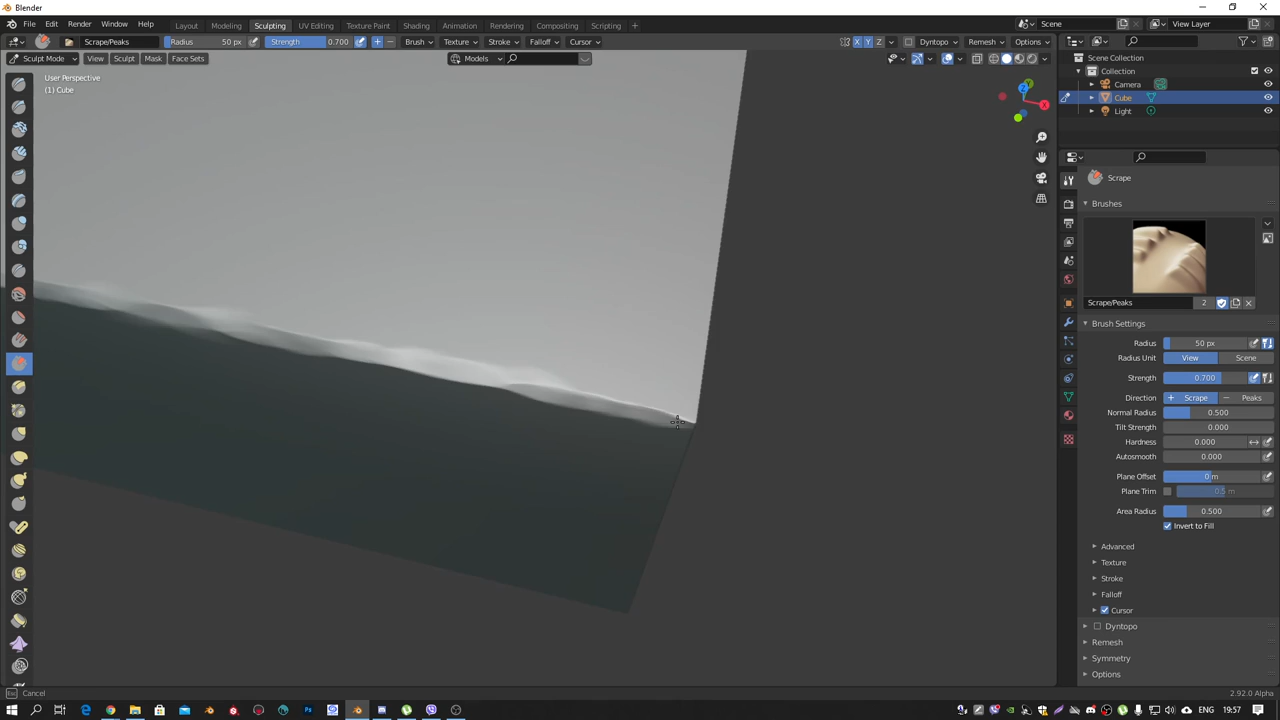 Blender
File Edit Render Window Help Layout Modeling Sculpting UV Editing Texture Paint Shading Animation Rendering Compositing Scripting + Scene View Layer
Scrape/Peaks Radius 50 px Strength 0.700 + − Brush Texture Stroke Falloff Cursor X Y Z Dyntopo Remesh Options
Sculpt Mode View Sculpt Mask Face Sets Models
User Perspective
(1) Cube
Z
X
Scene Collection
Collection
Camera
Cube
Light
Scrape
Brushes
Scrape/Peaks 2
Brush Settings
Radius 50 px
Radius Unit View Scene
Strength 0.700
Direction + Scrape − Peaks
Normal Radius 0.500
Tilt Strength 0.000
Hardness 0.000
Autosmooth 0.000
Plane Offset 0 m
Plane Trim 0.5 m
Area Radius 0.500
Invert to Fill
Advanced
Texture
Stroke
Falloff
Cursor
Dyntopo
Remesh
Symmetry
Options
Esc Cancel 2.92.0 Alpha
ENG 19:57